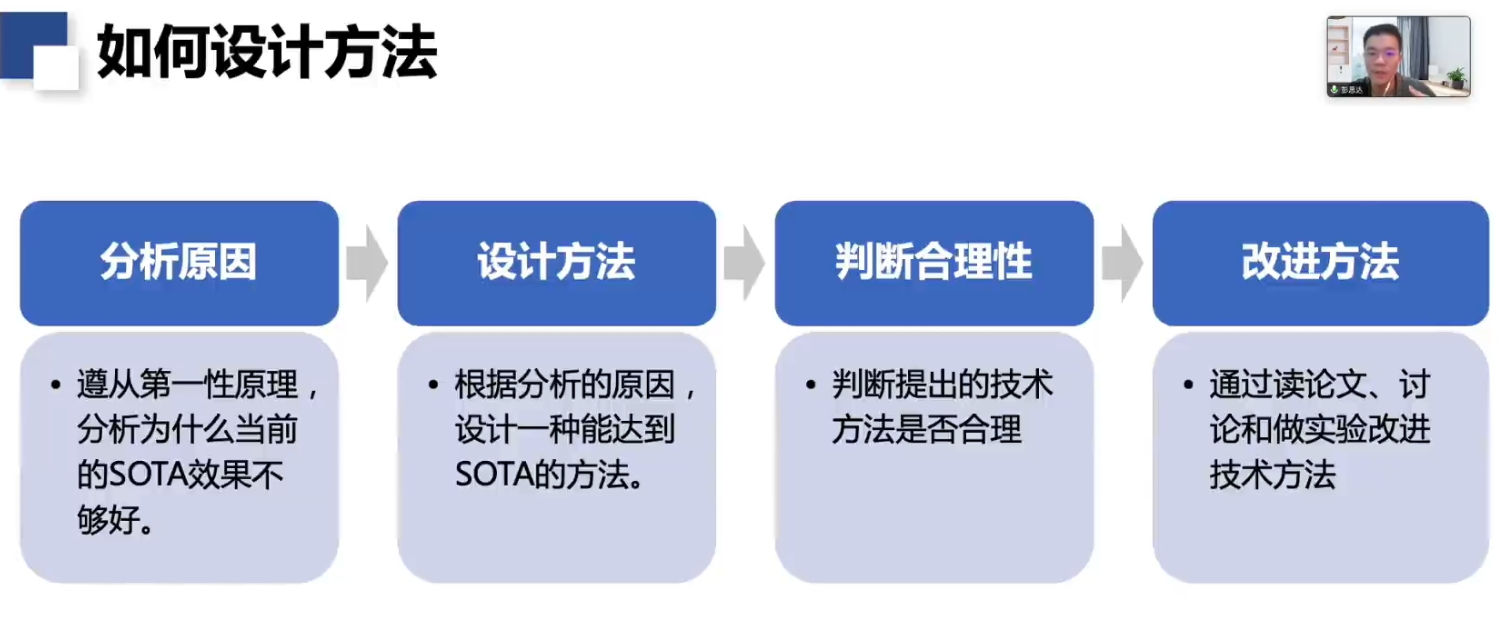 如何设计方法
彭思达
分析原因
设计方法
判断合理性
改进方法
• 遵从第一性原理，
分析为什么当前
的SOTA效果不
够好。
• 根据分析的原因，
设计一种能达到
SOTA的方法。
• 判断提出的技术
方法是否合理
• 通过读论文、讨
论和做实验改进
技术方法